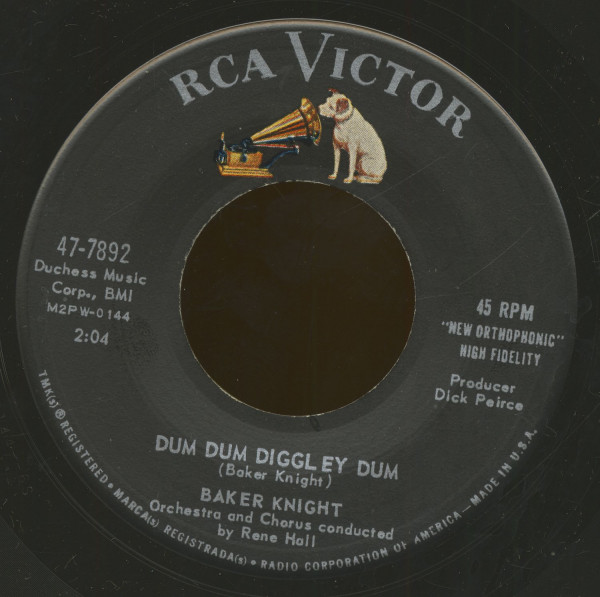 RCA VICTOR
47-7892
Duchess Music
Corp., BMI
M2PW-0144
2:04
45 RPM
"NEW ORTHOPHONIC"
HIGH FIDELITY
Producer
Dick Peirce
DUM DUM DIGGLEY DUM
(Baker Knight)
BAKER KNIGHT
Orchestra and Chorus conducted
by Rene Hall
TMK(s) ® REGISTERED • MARCA(s) REGISTRADA(s) • RADIO CORPORATION OF AMERICA—MADE IN U.S.A.